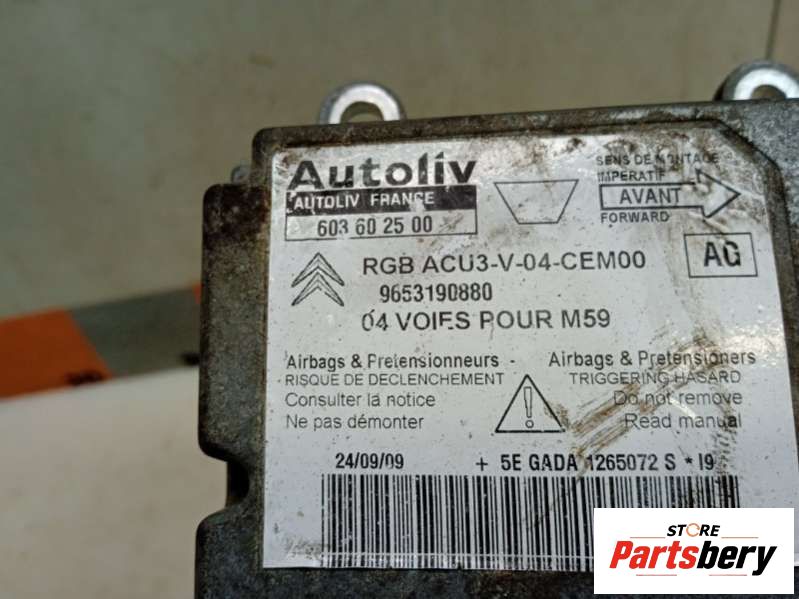 Autoliv
AUTOLIV FRANCE
603 60 25 00
SENS DE MONTAGE
IMPERATIF
AVANT
FORWARD
RGB ACU3-V-04-CEM00
AG
9653190880
04 VOIES POUR M59
Airbags & Pretensionneurs - Airbags & Pretensioners
RISQUE DE DECLENCHEMENT TRIGGERING HASARD
Consulter la notice Do not remove
Ne pas démonter Read manual
24/09/09 + 5E GADA 1265072 S * I9
STORE
Partsbery